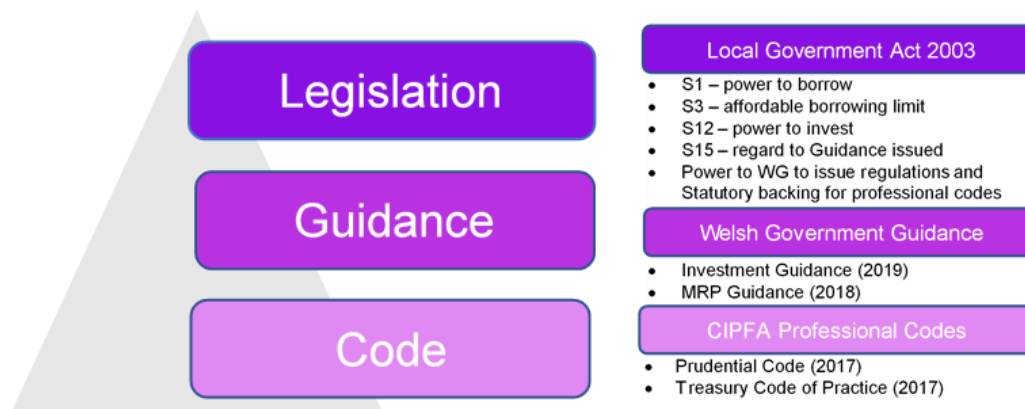 Legislation
Guidance
Code
Local Government Act 2003
• S1 – power to borrow
• S3 – affordable borrowing limit
• S12 – power to invest
• S15 – regard to Guidance issued
• Power to WG to issue regulations and
Statutory backing for professional codes
Welsh Government Guidance
• Investment Guidance (2019)
• MRP Guidance (2018)
CIPFA Professional Codes
• Prudential Code (2017)
• Treasury Code of Practice (2017)